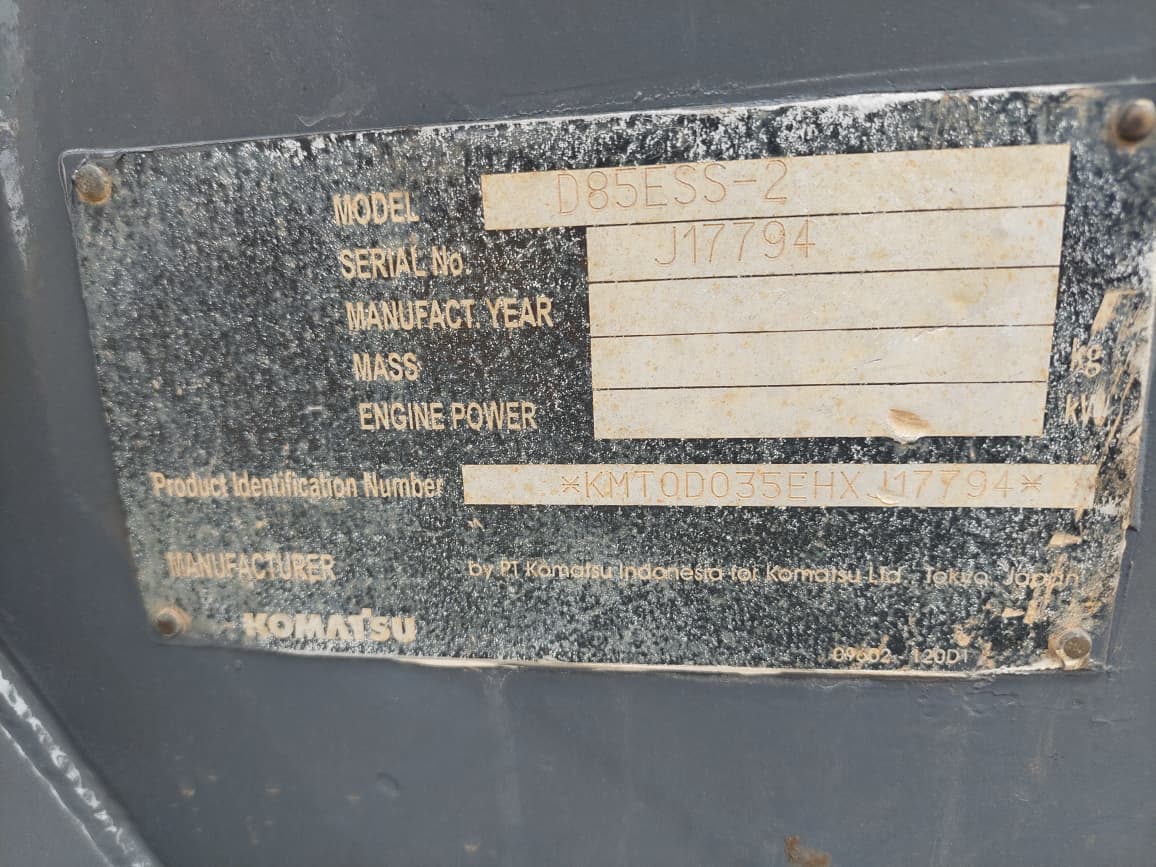 MODEL D85ESS-2
SERIAL No. J17794
MANUFACT. YEAR
MASS kg
ENGINE POWER kW
Product Identification Number *KMT0D035EHXJ17794*
MANUFACTURER by PT Komatsu Indonesia for Komatsu Ltd., Tokyo, Japan
KOMATSU
09602 120D1